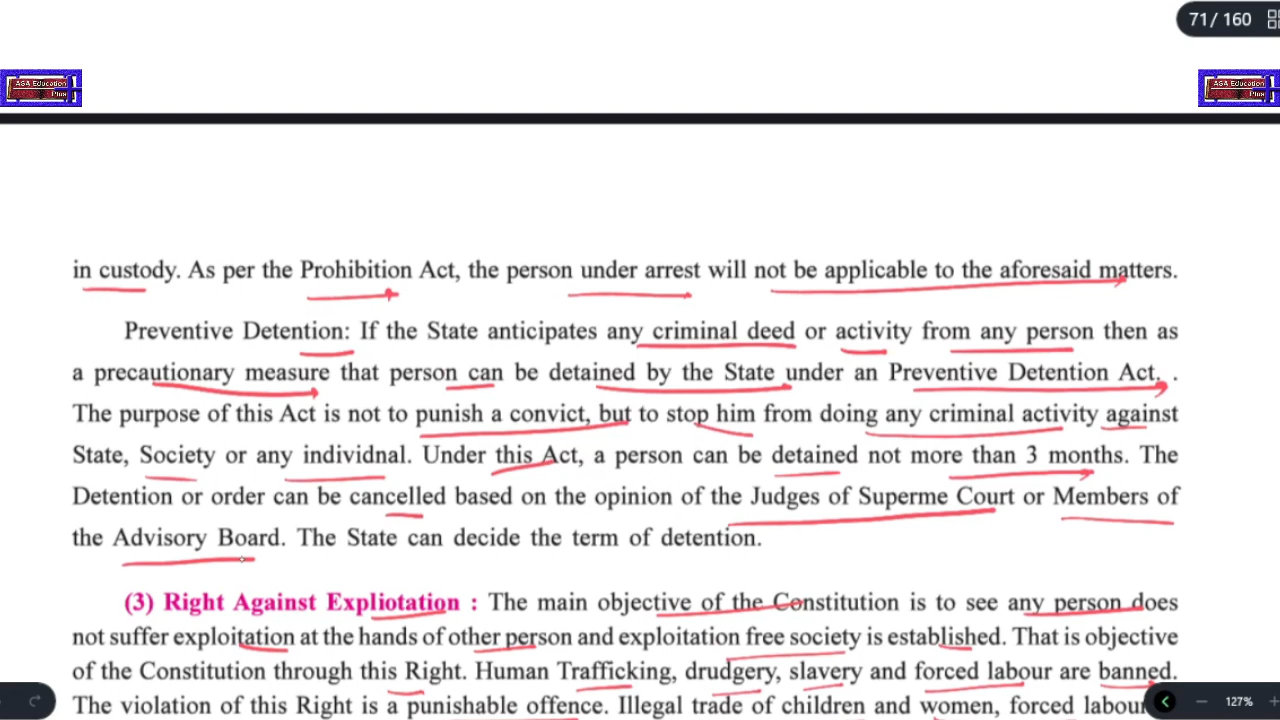 71/ 160
ASA Education
Plus
ASA Education
Plus
in custody. As per the Prohibition Act, the person under arrest will not be applicable to the aforesaid matters.
Preventive Detention: If the State anticipates any criminal deed or activity from any person then as
a precautionary measure that person can be detained by the State under an Preventive Detention Act. .
The purpose of this Act is not to punish a convict, but to stop him from doing any criminal activity against
State, Society or any individnal. Under this Act, a person can be detained not more than 3 months. The
Detention or order can be cancelled based on the opinion of the Judges of Superme Court or Members of
the Advisory Board. The State can decide the term of detention.
(3) Right Against Expliotation : The main objective of the Constitution is to see any person does
not suffer exploitation at the hands of other person and exploitation free society is established. That is objective
of the Constitution through this Right. Human Trafficking, drudgery, slavery and forced labour are banned.
The violation of this Right is a punishable offence. Illegal trade of children and women, forced labour
127%